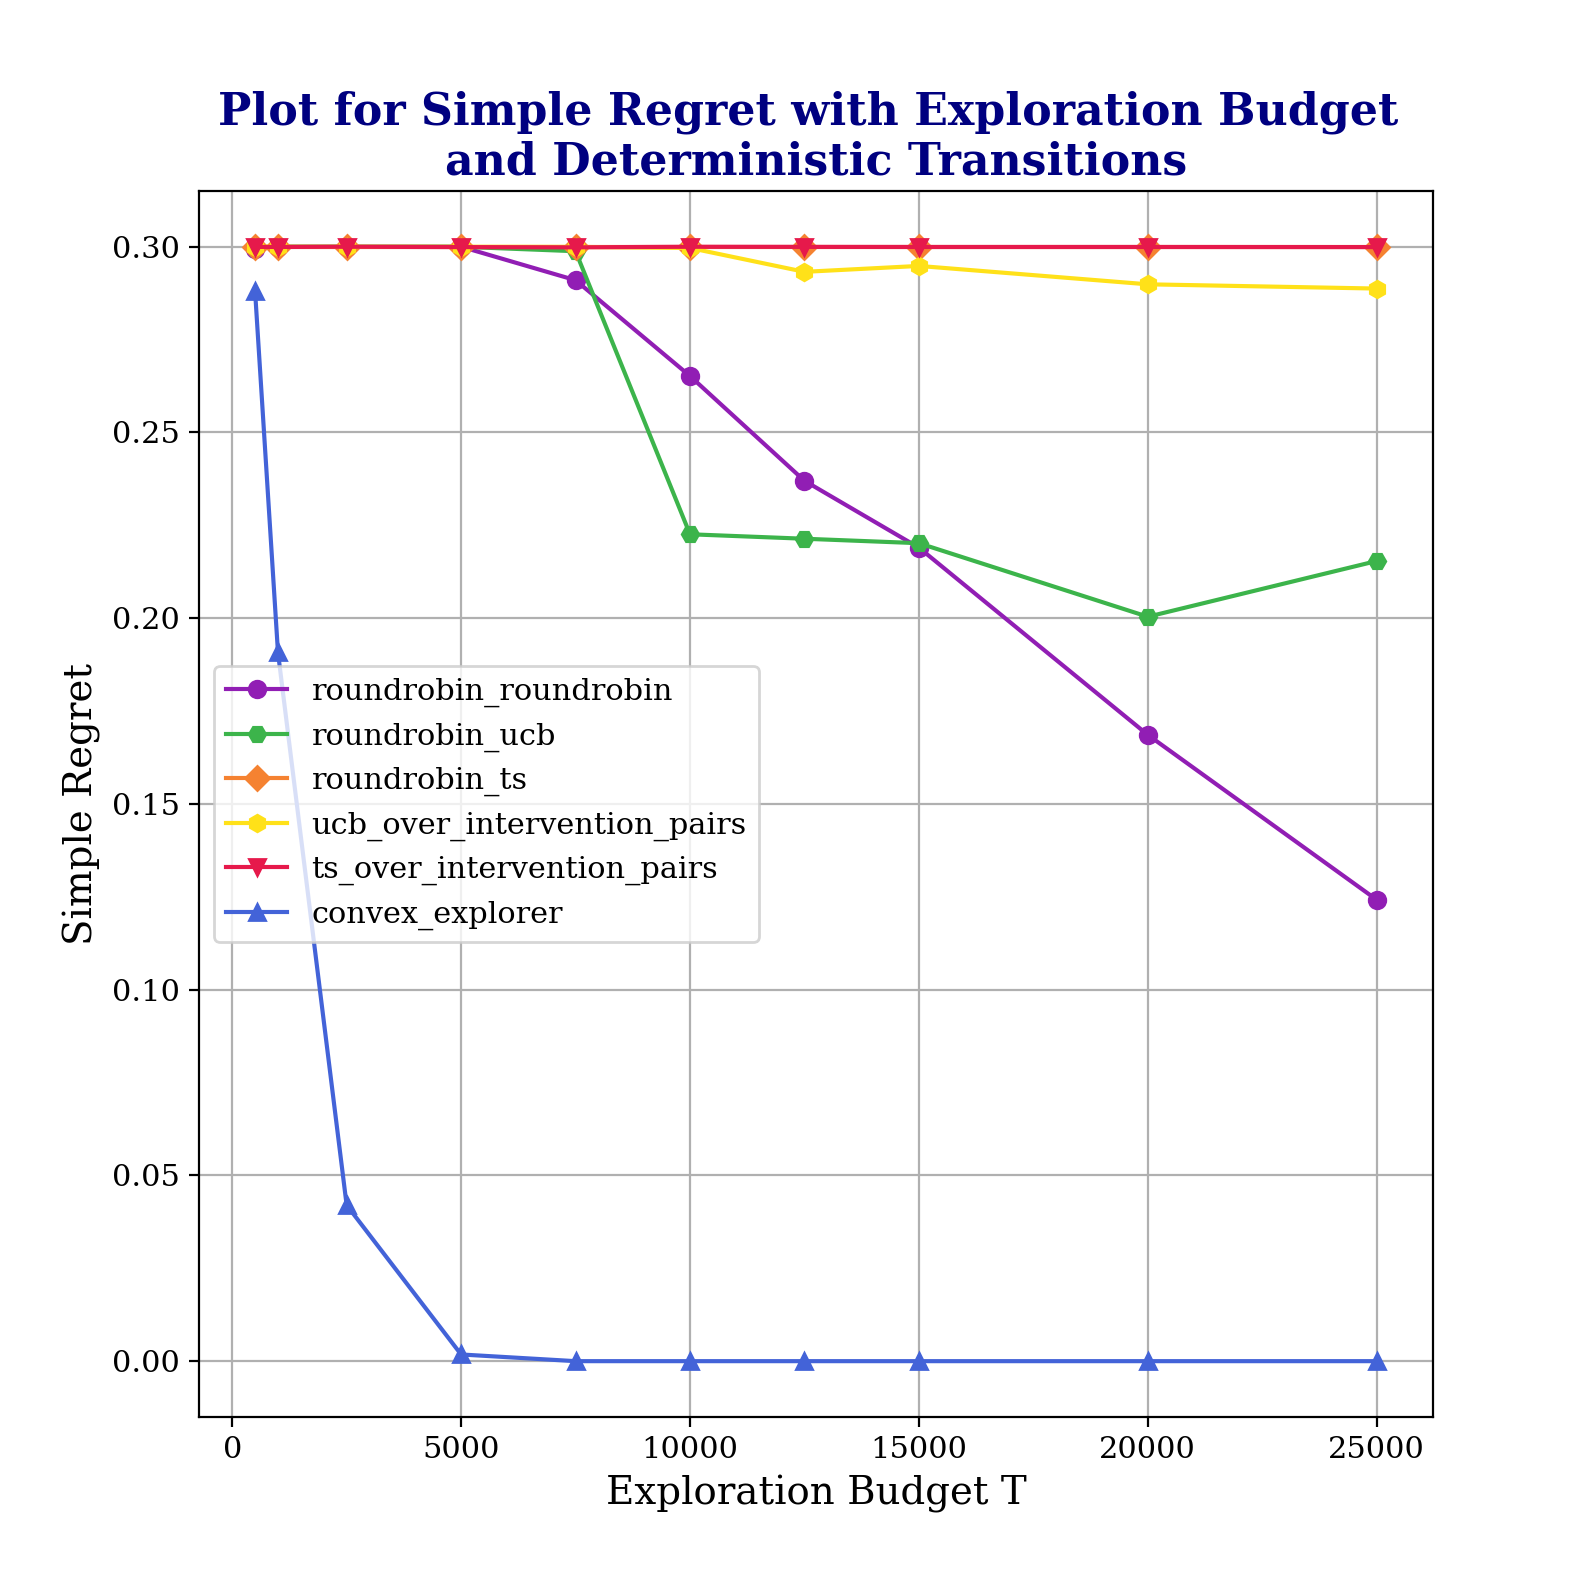 Plot for Simple Regret with Exploration Budget
and Deterministic Transitions
0.30
0.25
0.20
0.15
0.10
0.05
0.00
Simple Regret
roundrobin_roundrobin
roundrobin_ucb
roundrobin_ts
ucb_over_intervention_pairs
ts_over_intervention_pairs
convex_explorer
0 5000 10000 15000 20000 25000
Exploration Budget T